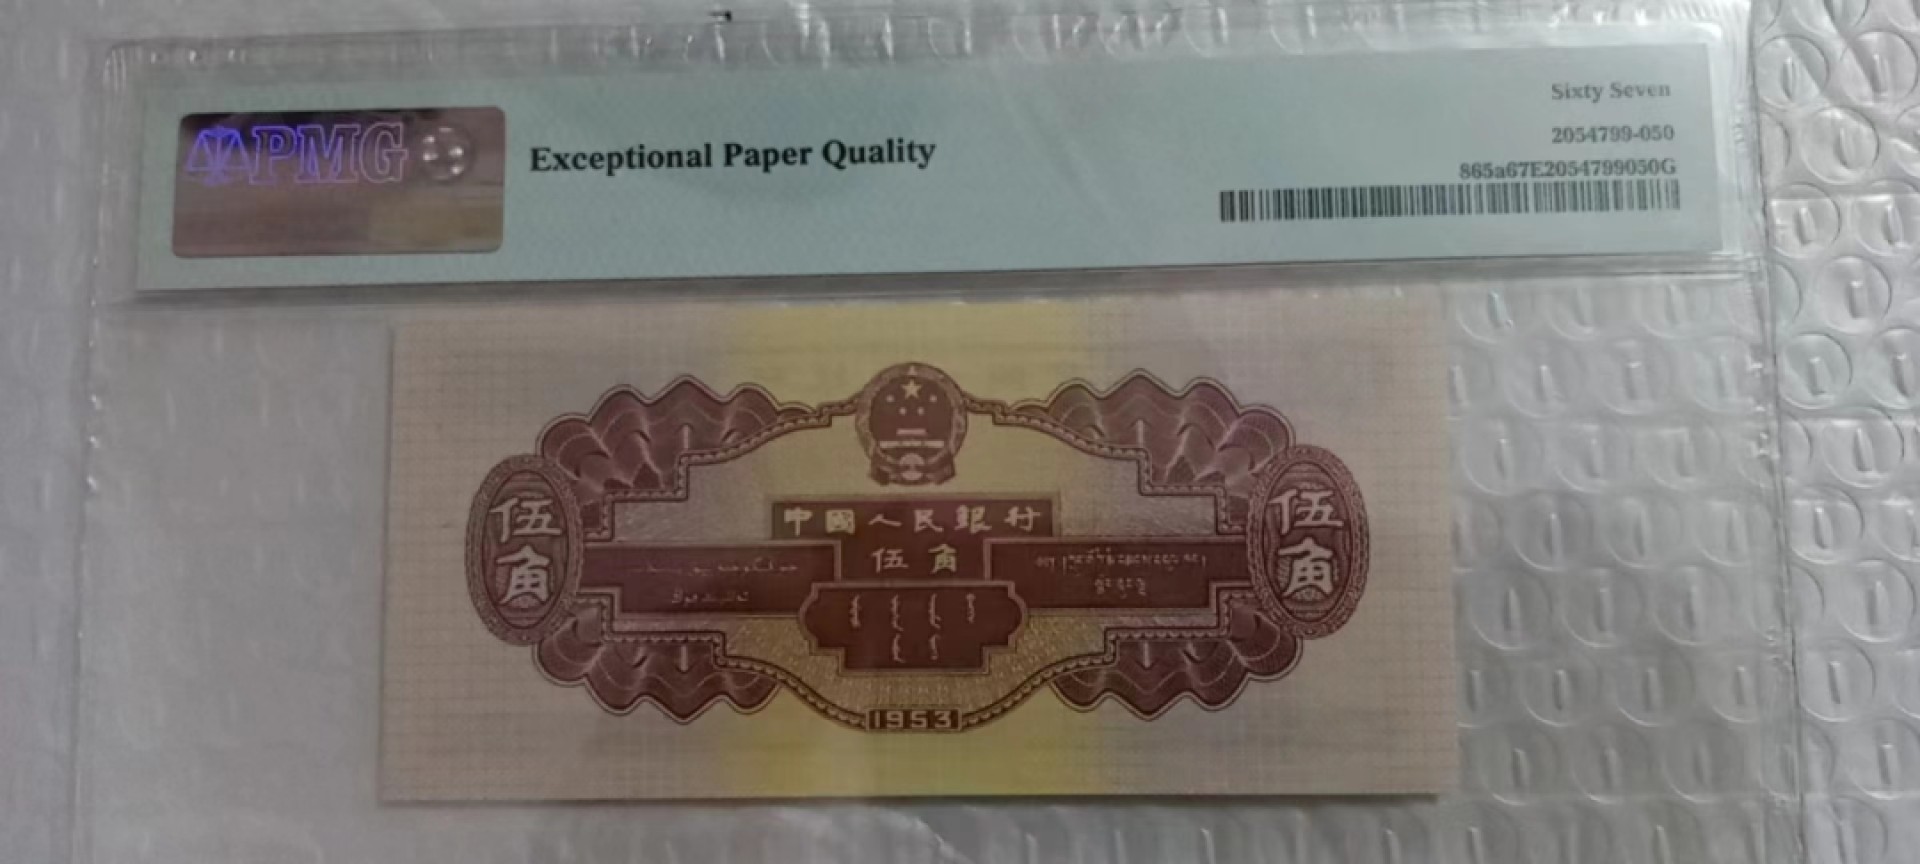 PMG
Exceptional Paper Quality
Sixty Seven
2054799-050
865a67E2054799050G
中國人民銀行
伍角
伍角
伍角
1953